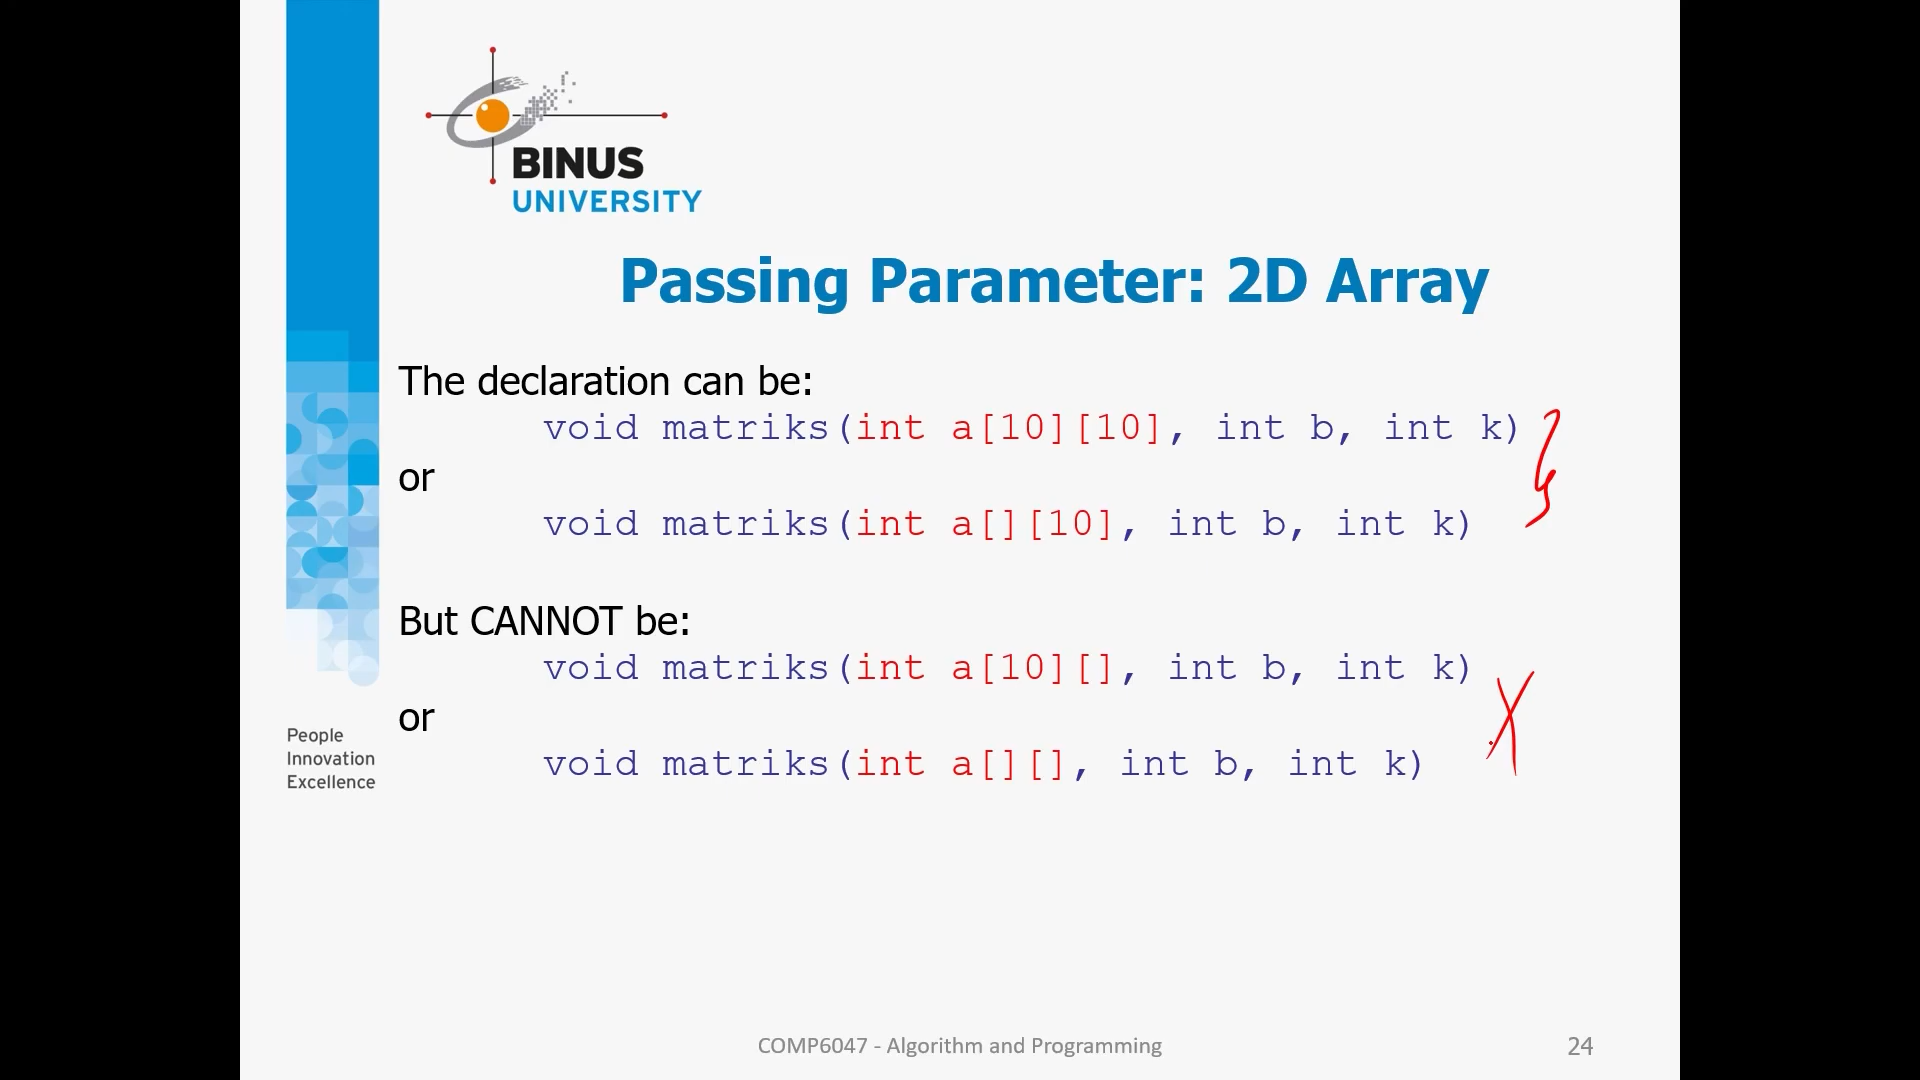 BINUS
UNIVERSITY
Passing Parameter: 2D Array
The declaration can be:
void matriks(int a[10][10], int b, int k)
or
void matriks(int a[][10], int b, int k)
But CANNOT be:
void matriks(int a[10][], int b, int k)
or
void matriks(int a[][], int b, int k)
People
Innovation
Excellence
COMP6047 - Algorithm and Programming
24